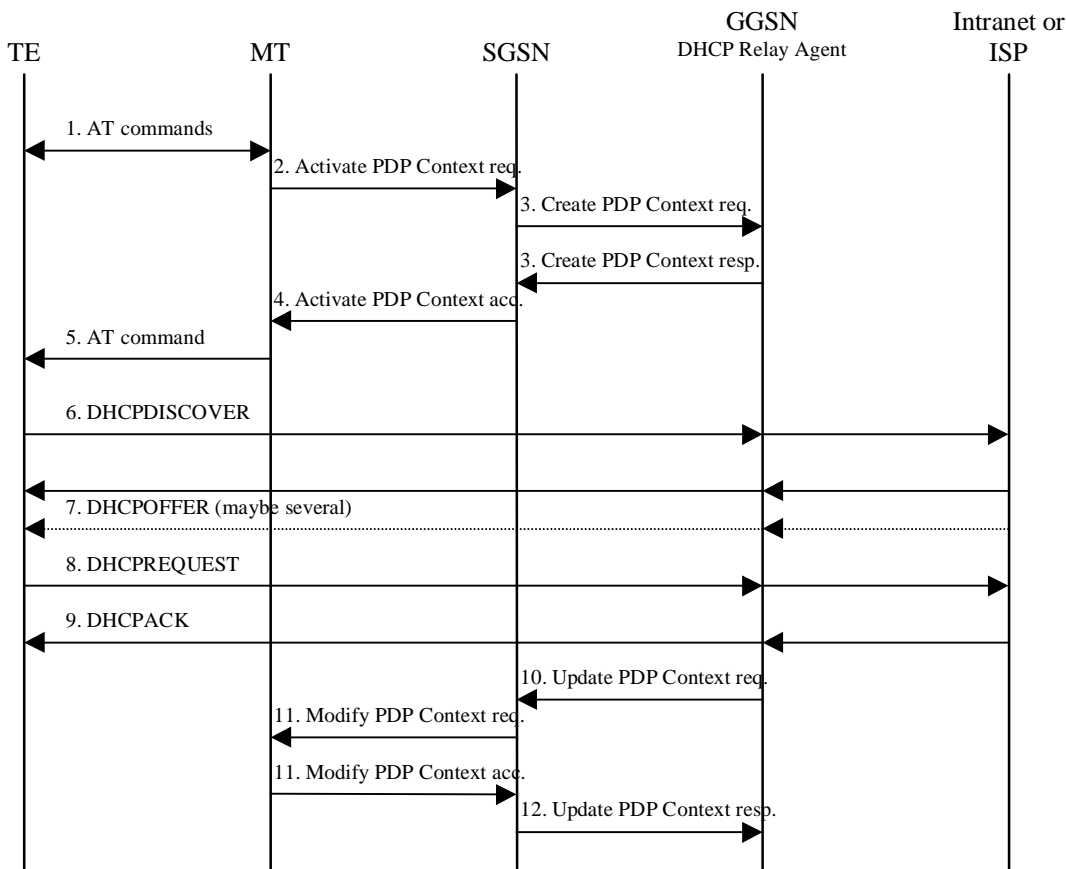 TE
MT
SGSN
GGSN
DHCP Relay Agent
Intranet or
ISP
1. AT commands
2. Activate PDP Context req.
3. Create PDP Context req.
3. Create PDP Context resp.
4. Activate PDP Context acc.
5. AT command
6. DHCPDISCOVER
7. DHCPOFFER (maybe several)
8. DHCPREQUEST
9. DHCPACK
10. Update PDP Context req.
11. Modify PDP Context req.
11. Modify PDP Context acc.
12. Update PDP Context resp.